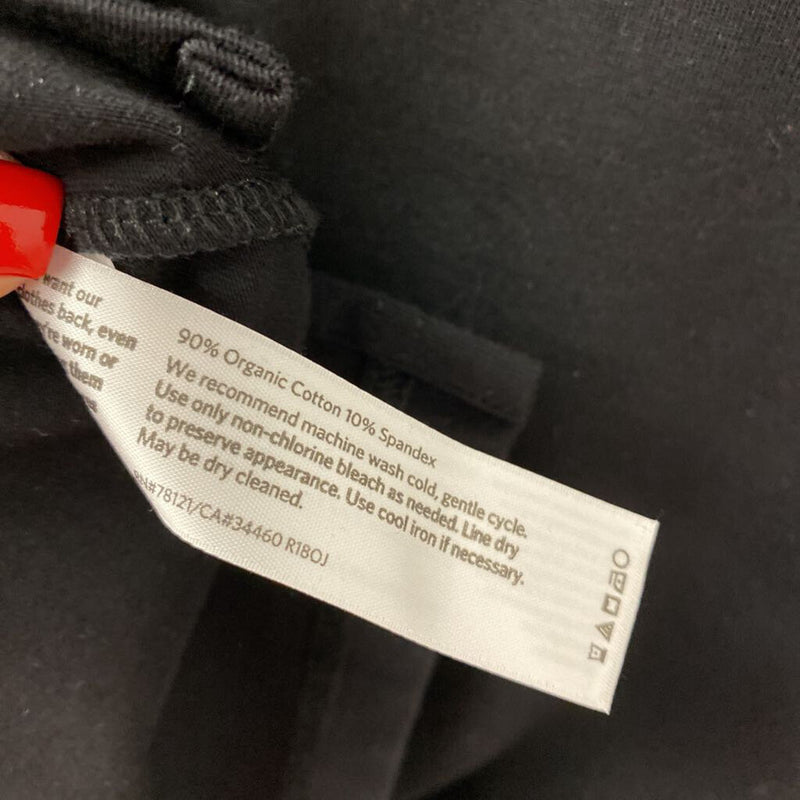 want our
clothes back, even
you're worn or
them
90% Organic Cotton 10% Spandex
We recommend machine wash cold, gentle cycle.
Use only non-chlorine bleach as needed. Line dry
to preserve appearance. Use cool iron if necessary.
May be dry cleaned.
RN#78121/CA#34460 R18OJ